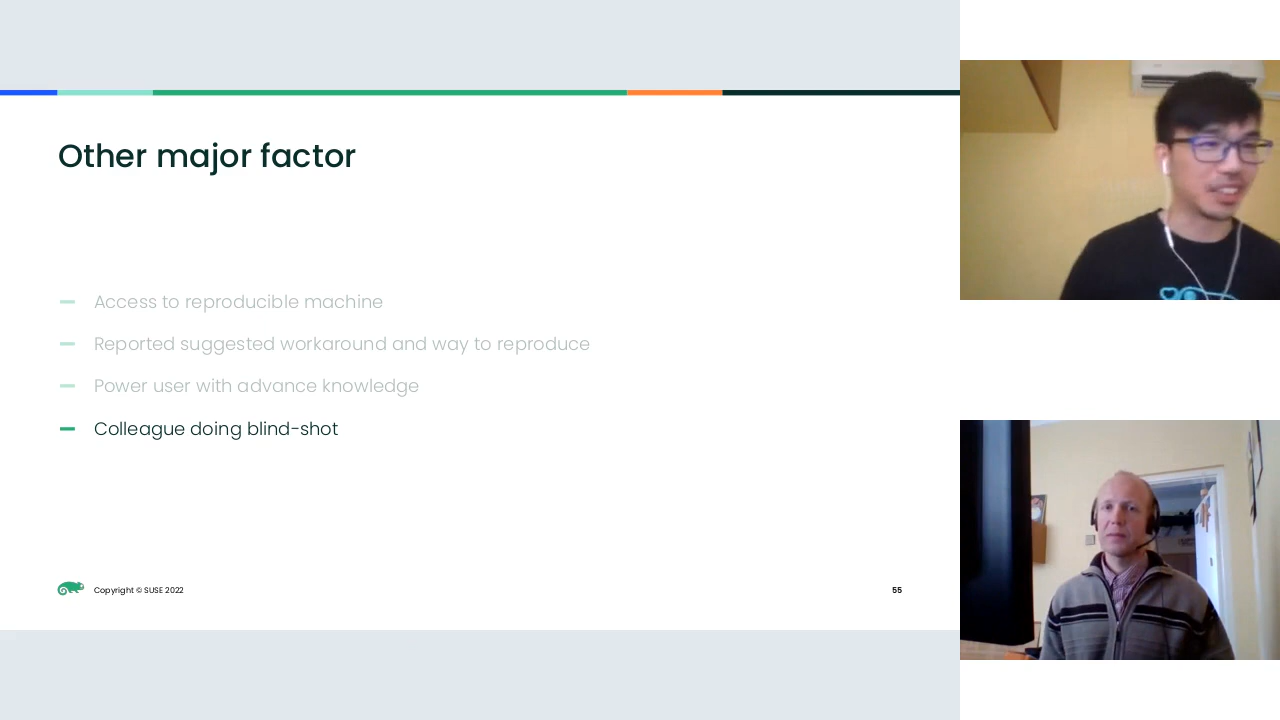 Other major factor
Access to reproducible machine
Reported suggested workaround and way to reproduce
Power user with advance knowledge
Colleague doing blind-shot
Copyright © SUSE 2022
55